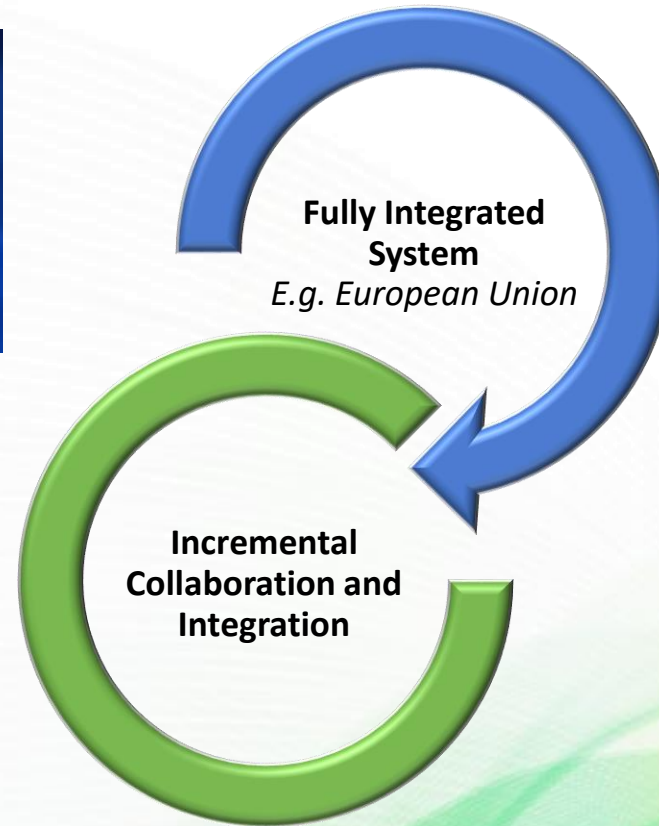 Fully Integrated
System
E.g. European Union
Incremental
Collaboration and
Integration